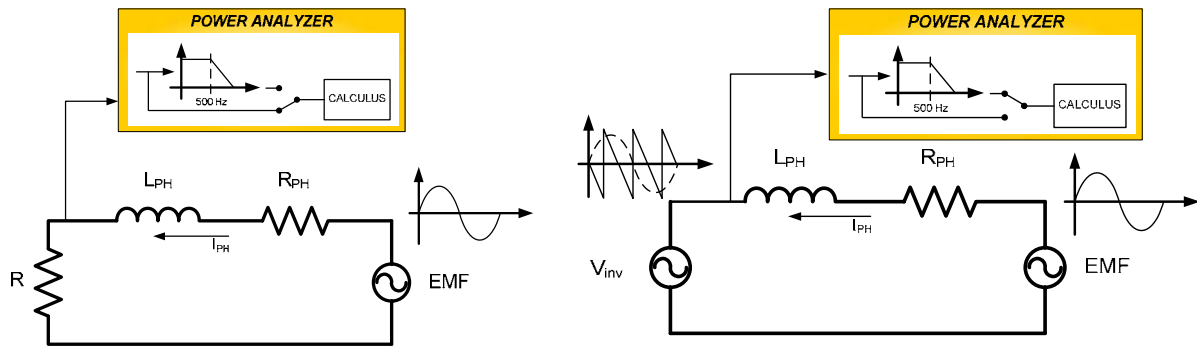 POWER ANALYZER
500 Hz
CALCULUS
LPH
RPH
IPH
R
EMF
POWER ANALYZER
500 Hz
CALCULUS
LPH
RPH
IPH
Vinv
EMF